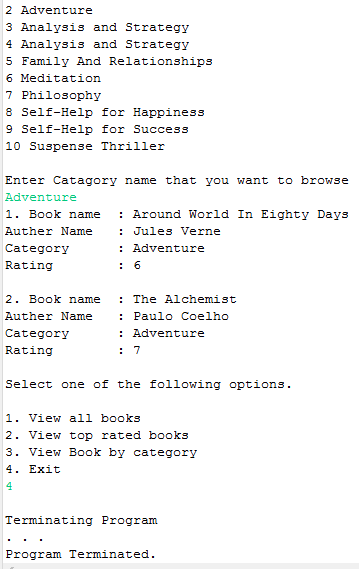 2 Adventure
3 Analysis and Strategy
4 Analysis and Strategy
5 Family And Relationships
6 Meditation
7 Philosophy
8 Self-Help for Happiness
9 Self-Help for Success
10 Suspense Thriller
Enter Catagory name that you want to browse
Adventure
1. Book name  : Around World In Eighty Days
Auther Name   : Jules Verne
Category      : Adventure
Rating        : 6
2. Book name  : The Alchemist
Auther Name   : Paulo Coelho
Category      : Adventure
Rating        : 7
Select one of the following options.
1. View all books
2. View top rated books
3. View Book by category
4. Exit
4
Terminating Program
. . .
Program Terminated.